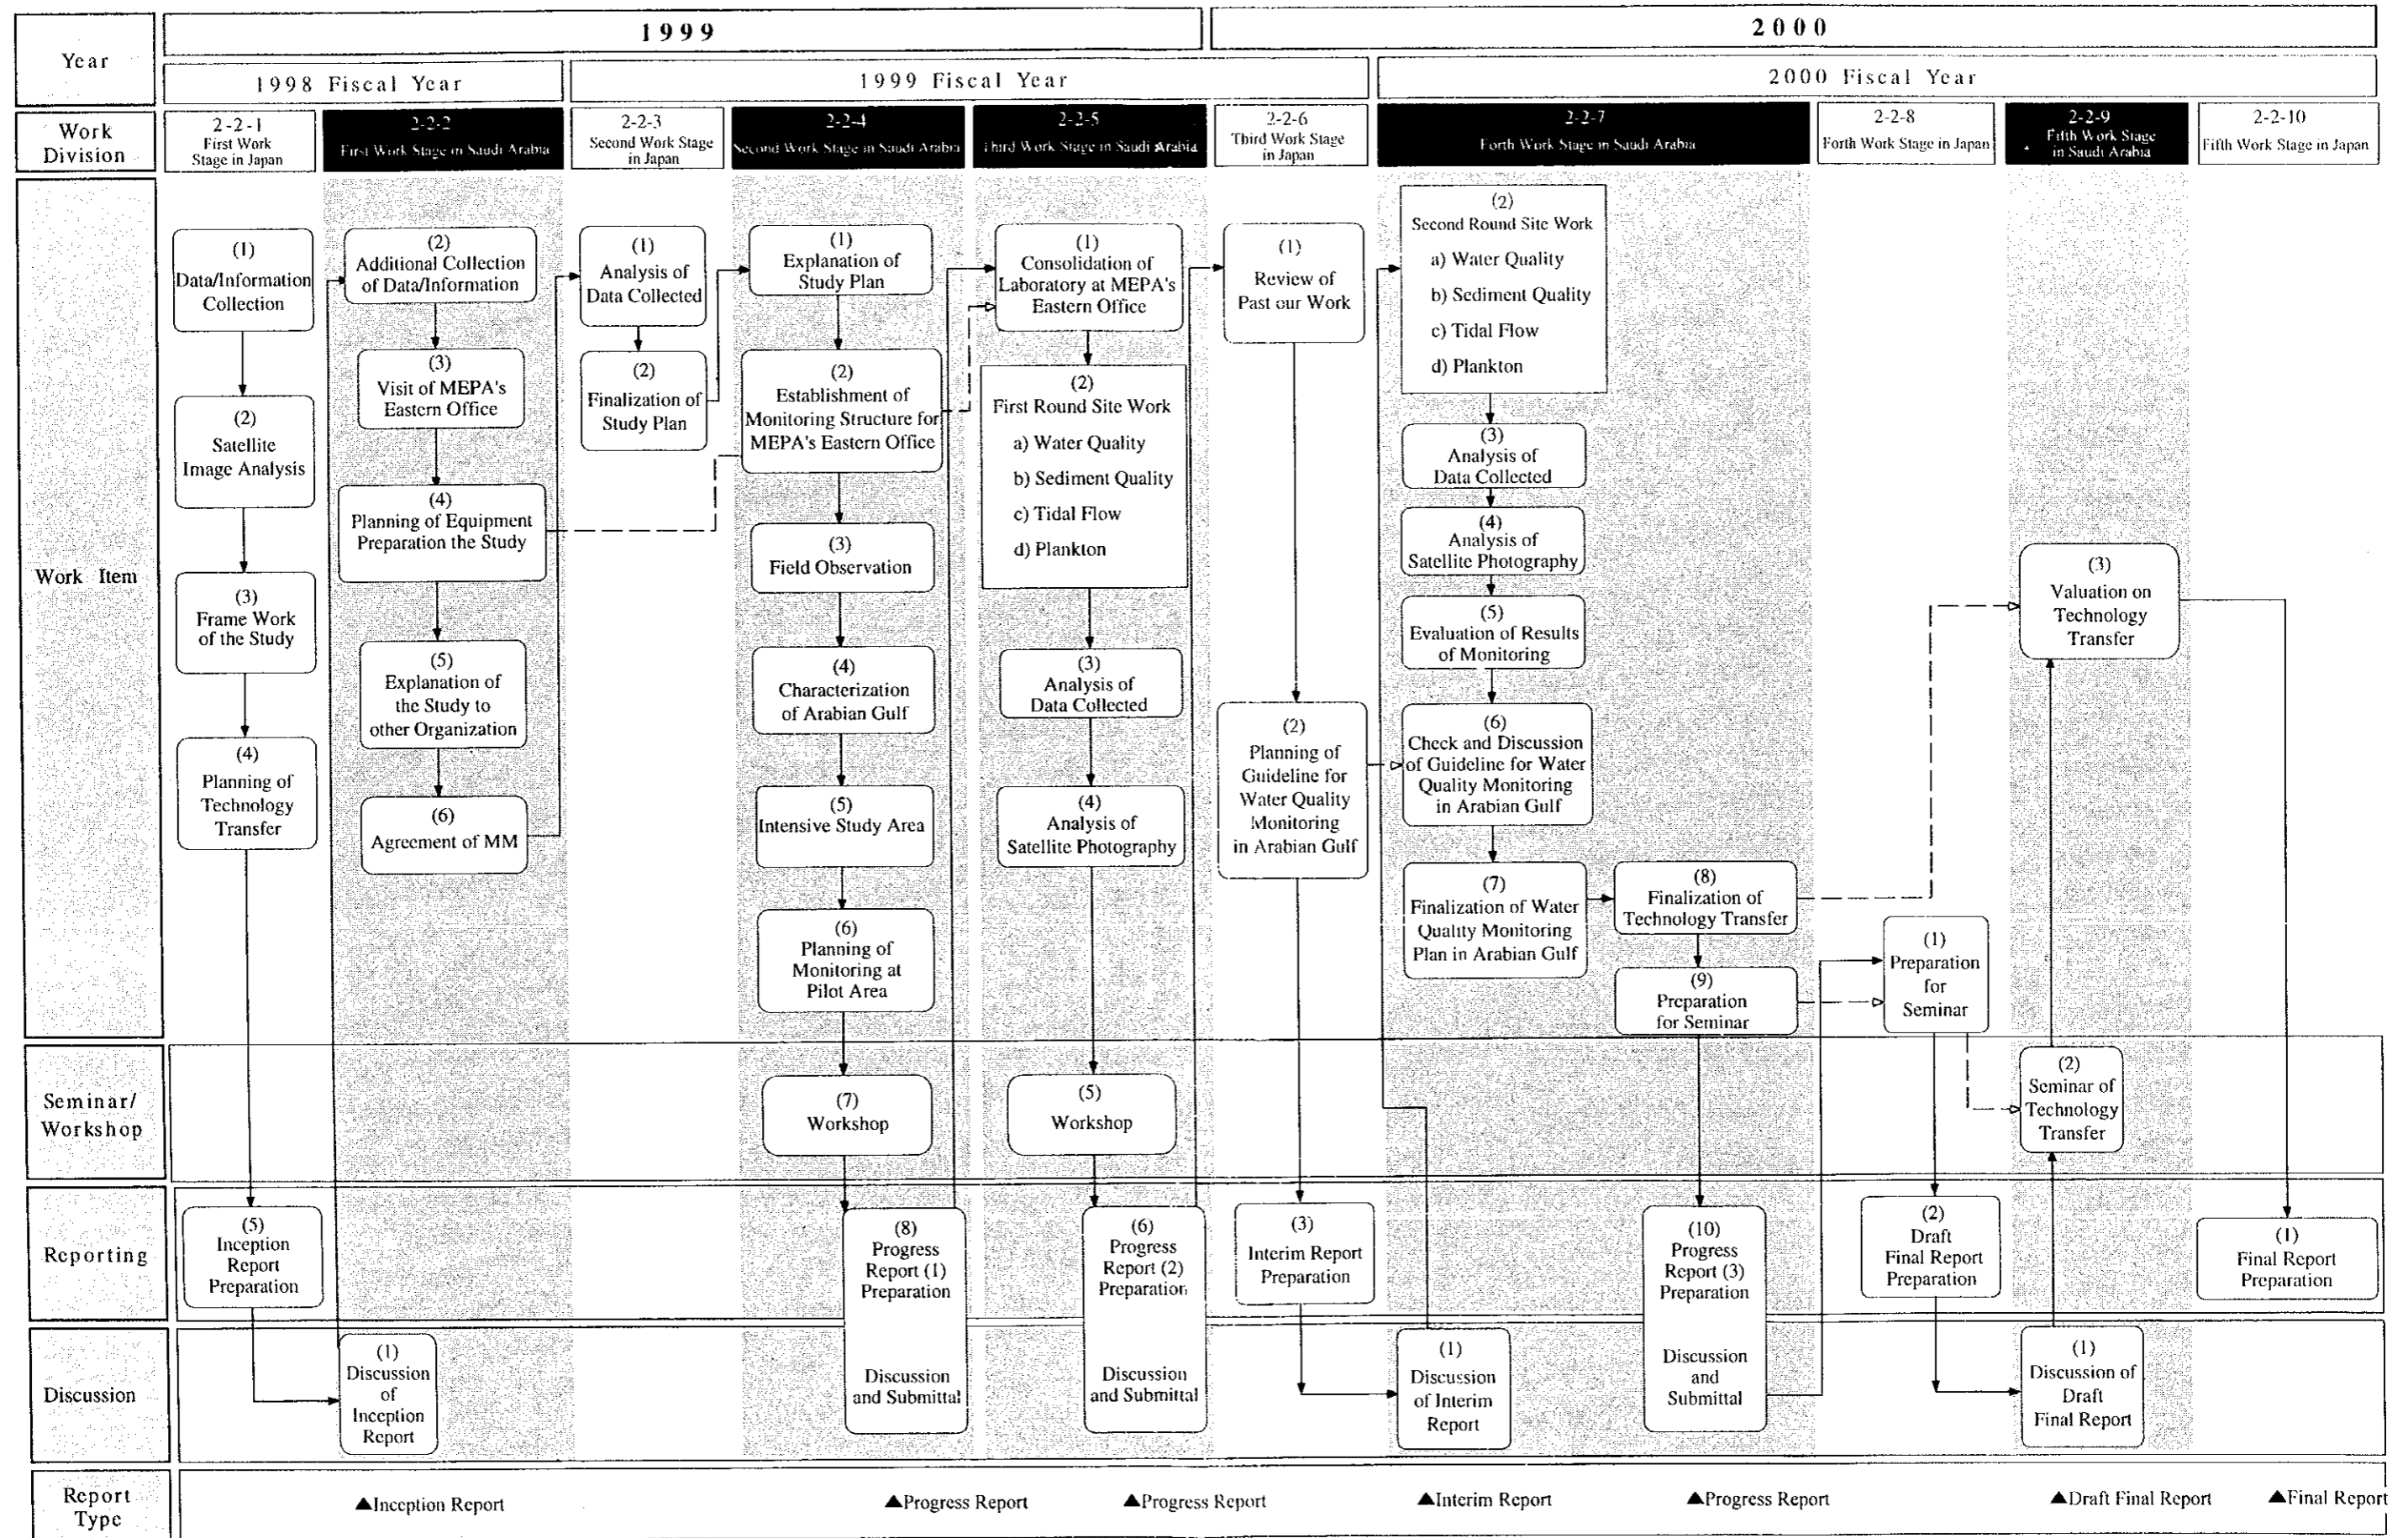 Year
1999
2000
1998 Fiscal Year
1999 Fiscal Year
2000 Fiscal Year
Work
Division
2-2-1
First Work
Stage in Japan
2-2-2
First Work Stage in Saudi Arabia
2-2-3
Second Work Stage
in Japan
2-2-4
Second Work Stage in Saudi Arabia
2-2-5
Third Work Stage in Saudi Arabia
2-2-6
Third Work Stage
in Japan
2-2-7
Forth Work Stage in Saudi Arabia
2-2-8
Forth Work Stage in Japan
2-2-9
Fifth Work Stage
in Saudi Arabia
2-2-10
Fifth Work Stage in Japan
Work Item
(1)
Data/Information
Collection
(2)
Satellite
Image Analysis
(3)
Frame Work
of the Study
(4)
Planning of
Technology
Transfer
(2)
Additional Collection
of Data/Information
(3)
Visit of MEPA's
Eastern Office
(4)
Planning of Equipment
Preparation the Study
(5)
Explanation of
the Study to
other Organization
(6)
Agreement of MM
(1)
Analysis of
Data Collected
(2)
Finalization of
Study Plan
(1)
Explanation of
Study Plan
(2)
Establishment of
Monitoring Structure for
MEPA's Eastern Office
(3)
Field Observation
(4)
Characterization
of Arabian Gulf
(5)
Intensive Study Area
(6)
Planning of
Monitoring at
Pilot Area
(1)
Consolidation of
Laboratory at MEPA's
Eastern Office
(2)
First Round Site Work
a) Water Quality
b) Sediment Quality
c) Tidal Flow
d) Plankton
(3)
Analysis of
Data Collected
(4)
Analysis of
Satellite Photography
(1)
Review of
Past our Work
(2)
Planning of
Guideline for
Water Quality
Monitoring
in Arabian Gulf
(2)
Second Round Site Work
a) Water Quality
b) Sediment Quality
c) Tidal Flow
d) Plankton
(3)
Analysis of
Data Collected
(4)
Analysis of
Satellite Photography
(5)
Evaluation of Results
of Monitoring
(6)
Check and Discussion
of Guideline for Water
Quality Monitoring
in Arabian Gulf
(7)
Finalization of Water
Quality Monitoring
Plan in Arabian Gulf
(8)
Finalization of
Technology Transfer
(9)
Preparation
for Seminar
(1)
Preparation
for
Seminar
(3)
Valuation on
Technology
Transfer
Seminar/
Workshop
(7)
Workshop
(5)
Workshop
(2)
Seminar of
Technology
Transfer
Reporting
(5)
Inception
Report
Preparation
(8)
Progress
Report (1)
Preparation
(6)
Progress
Report (2)
Preparation
(3)
Interim Report
Preparation
(10)
Progress
Report (3)
Preparation
(2)
Draft
Final Report
Preparation
(1)
Final Report
Preparation
Discussion
(1)
Discussion
of
Inception
Report
Discussion
and Submittal
Discussion
and Submittal
(1)
Discussion
of Interim
Report
Discussion
and
Submittal
(1)
Discussion of
Draft
Final Report
Report
Type
▲Inception Report
▲Progress Report
▲Progress Report
▲Interim Report
▲Progress Report
▲Draft Final Report
▲Final Report